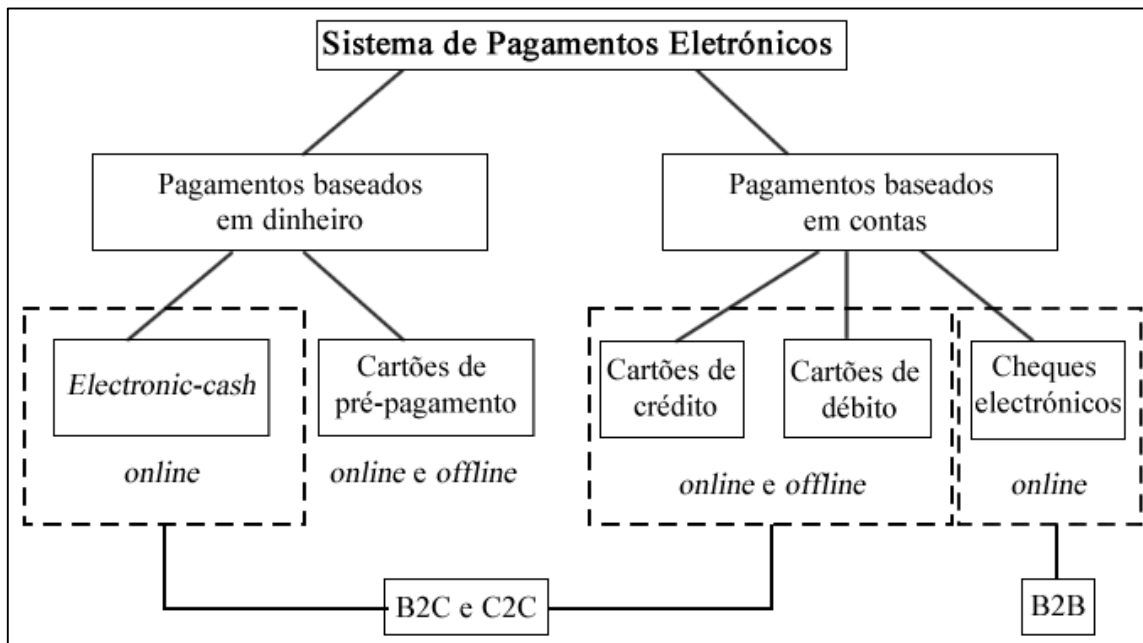 Sistema de Pagamentos Eletrónicos
Pagamentos baseados
em dinheiro
Pagamentos baseados
em contas
Electronic-cash
online
Cartões de
pré-pagamento
online e offline
Cartões de
crédito
Cartões de
débito
online e offline
Cheques
electrónicos
online
B2C e C2C
B2B